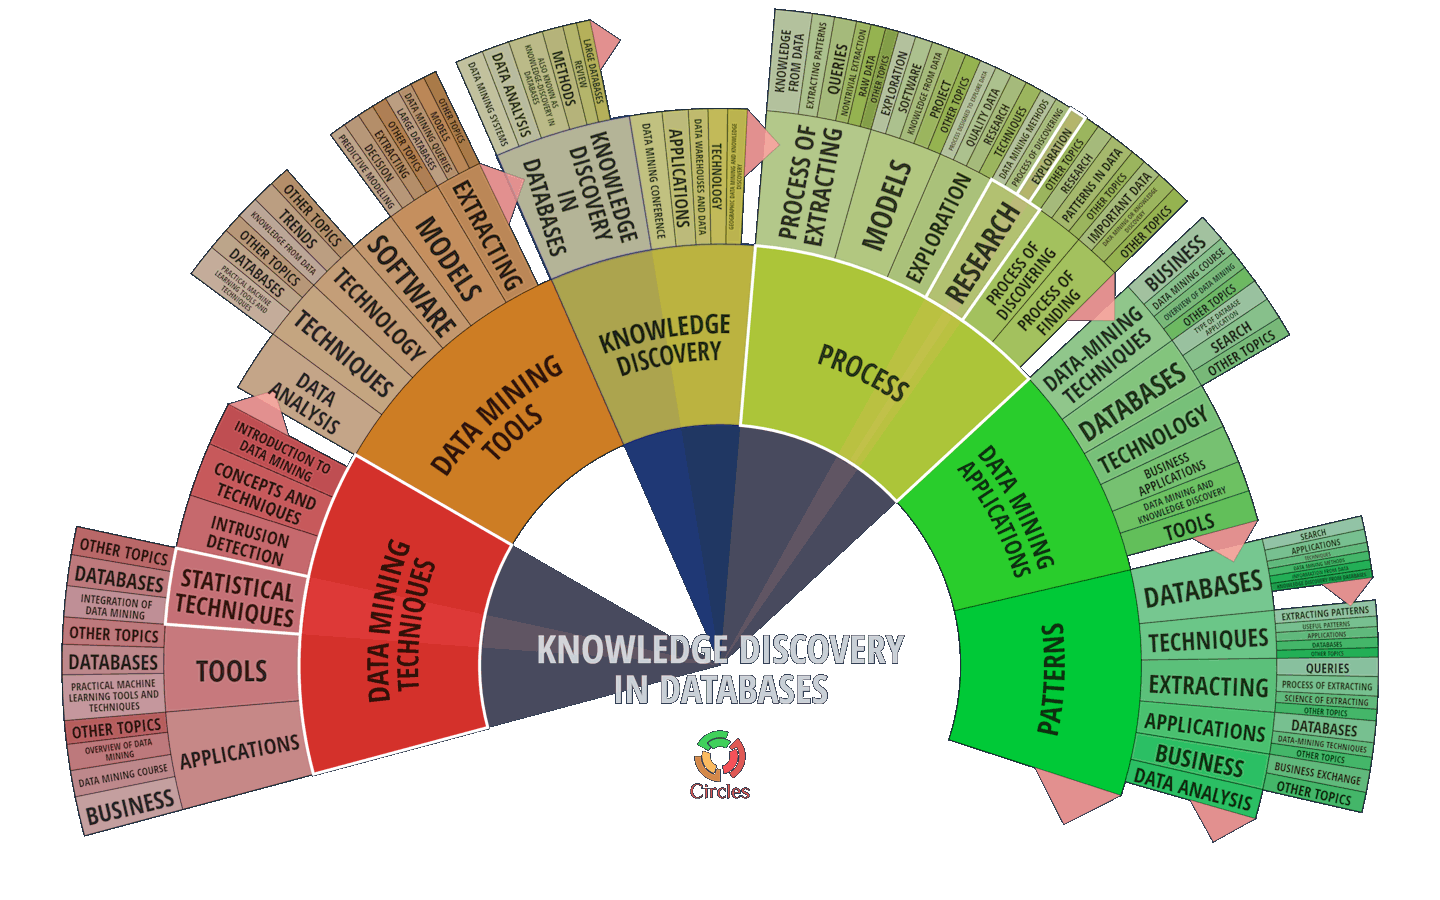 KNOWLEDGE DISCOVERY
IN DATABASES
Circles
DATA MINING
TECHNIQUES
INTRODUCTION TO
DATA MINING
CONCEPTS AND
TECHNIQUES
INTRUSION
DETECTION
STATISTICAL
TECHNIQUES
OTHER TOPICS
DATABASES
INTEGRATION OF
DATA MINING
TOOLS
OTHER TOPICS
DATABASES
PRACTICAL MACHINE
LEARNING TOOLS AND
TECHNIQUES
APPLICATIONS
OTHER TOPICS
OVERVIEW OF DATA
MINING
DATA MINING COURSE
BUSINESS
DATA MINING
TOOLS
DATA
ANALYSIS
TECHNIQUES
PRACTICAL MACHINE
LEARNING TOOLS AND
TECHNIQUES
DATABASES
OTHER TOPICS
TECHNOLOGY
KNOWLEDGE FROM DATA
TRENDS
OTHER TOPICS
SOFTWARE
MODELS
PREDICTIVE MODELING
DECISION
EXTRACTING
OTHER TOPICS
EXTRACTING
LARGE DATABASES
DATA MINING QUERIES
MODELS
OTHER TOPICS
KNOWLEDGE
DISCOVERY
KNOWLEDGE
DISCOVERY
IN
DATABASES
DATA MINING SYSTEMS
DATA ANALYSIS
ALSO KNOWN AS
KNOWLEDGE-DISCOVERY IN
DATABASES
METHODS
REVIEW
LARGE DATABASES
DATA MINING CONFERENCE
APPLICATIONS
DATA WAREHOUSES AND DATA
TECHNOLOGY
GEOGRAPHIC DATA MINING AND KNOWLEDGE
DISCOVERY
PROCESS
PROCESS OF
EXTRACTING
KNOWLEDGE
FROM DATA
EXTRACTING PATTERNS
QUERIES
NONTRIVIAL EXTRACTION
RAW DATA
OTHER TOPICS
MODELS
EXPLORATION
SOFTWARE
KNOWLEDGE FROM DATA
PROJECT
OTHER TOPICS
EXPLORATION
PROCESS DESIGNED TO EXPLORE DATA
QUALITY DATA
RESEARCH
TECHNIQUES
RESEARCH
DATA MINING METHODS
PROCESS OF DISCOVERING
EXPLORATION
OTHER TOPICS
PROCESS OF
DISCOVERING
RESEARCH
PATTERNS IN DATA
OTHER TOPICS
PROCESS OF
FINDING
IMPORTANT DATA
DATA MINING OR KNOWLEDGE
DISCOVERY
OTHER TOPICS
DATA MINING
APPLICATIONS
DATA-MINING
TECHNIQUES
BUSINESS
DATA MINING COURSE
OVERVIEW OF DATA MINING
OTHER TOPICS
DATABASES
TYPE OF DATABASE
APPLICATION
SEARCH
OTHER TOPICS
TECHNOLOGY
BUSINESS
APPLICATIONS
DATA MINING AND
KNOWLEDGE DISCOVERY
TOOLS
PATTERNS
DATABASES
SEARCH
APPLICATIONS
TECHNIQUES
DATA MINING METHODS
INFORMATION FROM DATA
KNOWLEDGE DISCOVERY FROM DATABASES
TECHNIQUES
EXTRACTING PATTERNS
USEFUL PATTERNS
APPLICATIONS
DATABASES
OTHER TOPICS
EXTRACTING
QUERIES
PROCESS OF EXTRACTING
SCIENCE OF EXTRACTING
OTHER TOPICS
APPLICATIONS
DATABASES
DATA-MINING TECHNIQUES
OTHER TOPICS
BUSINESS
BUSINESS EXCHANGE
OTHER TOPICS
DATA ANALYSIS